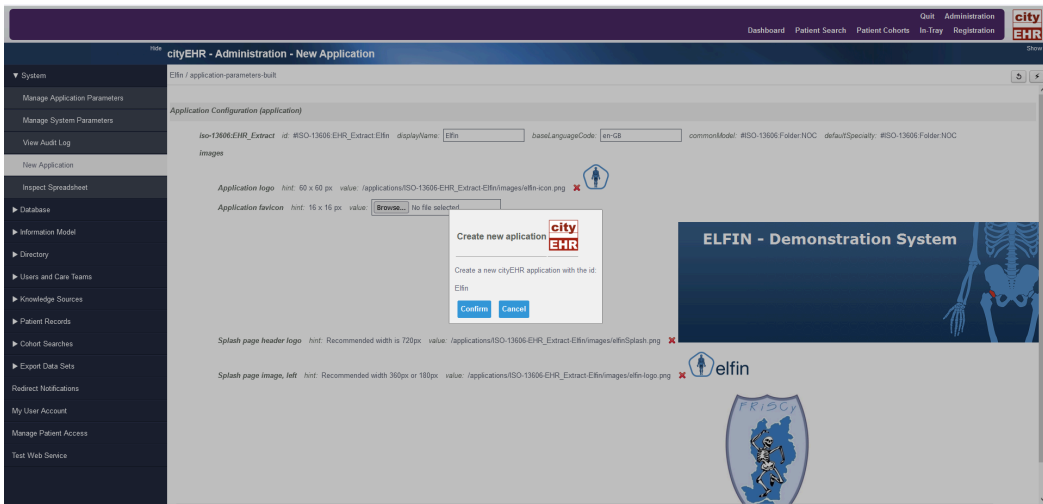 Quit Administration
Dashboard Patient Search Patient Cohorts In-Tray Registration
city
EHR
Hide
cityEHR - Administration - New Application
Show
▼ System
Manage Application Parameters
Manage System Parameters
View Audit Log
New Application
Inspect Spreadsheet
▶ Database
▶ Information Model
▶ Directory
▶ Users and Care Teams
▶ Knowledge Sources
▶ Patient Records
▶ Cohort Searches
▶ Export Data Sets
Redirect Notifications
My User Account
Manage Patient Access
Test Web Service
Elfin / application-parameters-built
Application Configuration (application)
iso-13606:EHR_Extract id: #ISO-13606:EHR_Extract:Elfin displayName: Elfin baseLanguageCode: en-GB commonModel: #ISO-13606:Folder:NOC defaultSpecialty: #ISO-13606:Folder:NOC
images
Application logo hint: 60 x 60 px value: /applications/ISO-13606-EHR_Extract-Elfin/images/elfin-icon.png
Application favicon hint: 16 x 16 px value: Browse... No file selected.
Create new aplication
city
EHR
Create a new cityEHR application with the id:
Elfin
Confirm Cancel
ELFIN - Demonstration System
Splash page header logo hint: Recommended width is 720px value: /applications/ISO-13606-EHR_Extract-Elfin/images/elfinSplash.png
Splash page image, left hint: Recommended width 360px or 180px value: /applications/ISO-13606-EHR_Extract-Elfin/images/elfin-logo.png
elfin
FRISCy